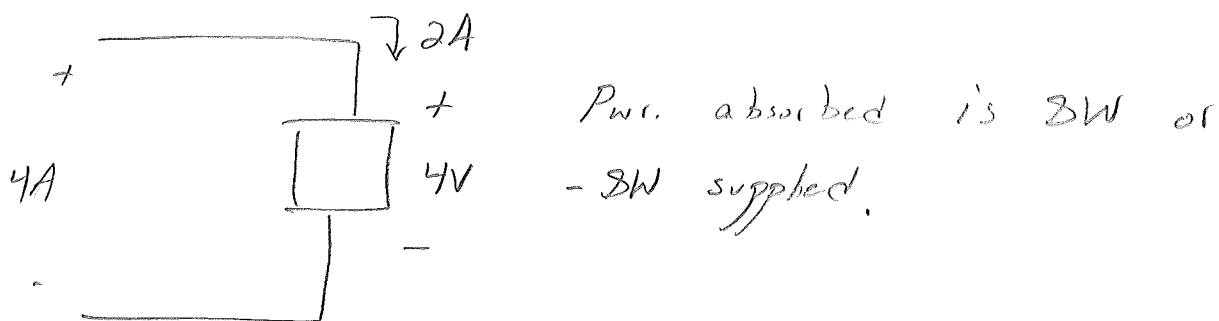 2A
+
+
Pwr. absorbed is 8W or
4A
4V
- 8W supplied.
-
-